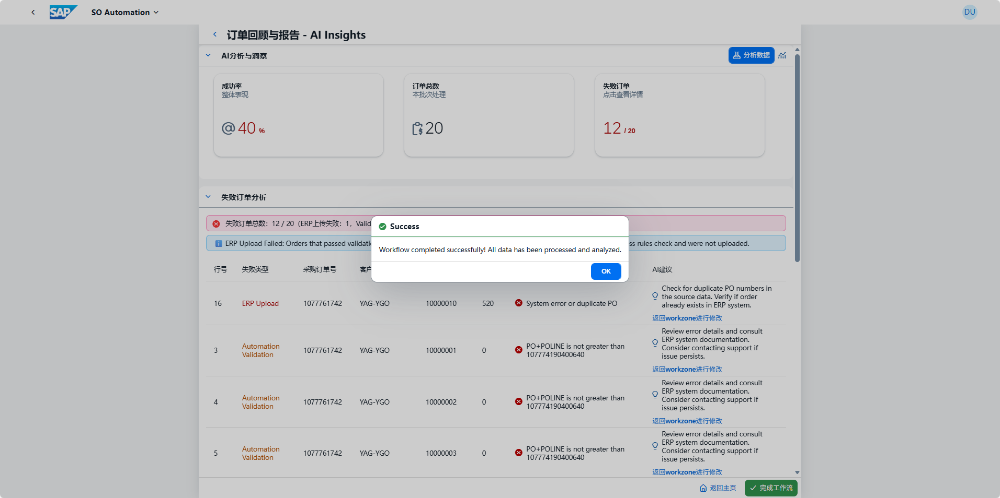 SAP
SO Automation
DU
订单回顾与报告 - AI Insights
AI分析与洞察
分析数据
成功率
整体表现
40 %
订单总数
本批次处理
20
失败订单
点击查看详情
12 / 20
失败订单分析
失败订单总数：12 / 20（ERP上传失败：1，Valid
ERP Upload Failed: Orders that passed validatio
ss rules check and were not uploaded.
Success
Workflow completed successfully! All data has been processed and analyzed.
OK
行号 失败类型 采购订单号 客户 AI建议
16 ERP Upload 1077761742 YAG-YGO 10000010 520 System error or duplicate PO
Check for duplicate PO numbers in
the source data. Verify if order
already exists in ERP system.
返回workzone进行修改
3 Automation
Validation
1077761742 YAG-YGO 10000001 0
PO+POLINE is not greater than
107774190400640
Review error details and consult
ERP system documentation.
Consider contacting support if
issue persists.
返回workzone进行修改
4 Automation
Validation
1077761742 YAG-YGO 10000002 0
PO+POLINE is not greater than
107774190400640
Review error details and consult
ERP system documentation.
Consider contacting support if
issue persists.
返回workzone进行修改
5 Automation
Validation
1077761742 YAG-YGO 10000003 0
PO+POLINE is not greater than
107774190400640
Review error details and consult
ERP system documentation.
Consider contacting support if
issue persists.
返回workzone进行修改
返回主页
完成工作流